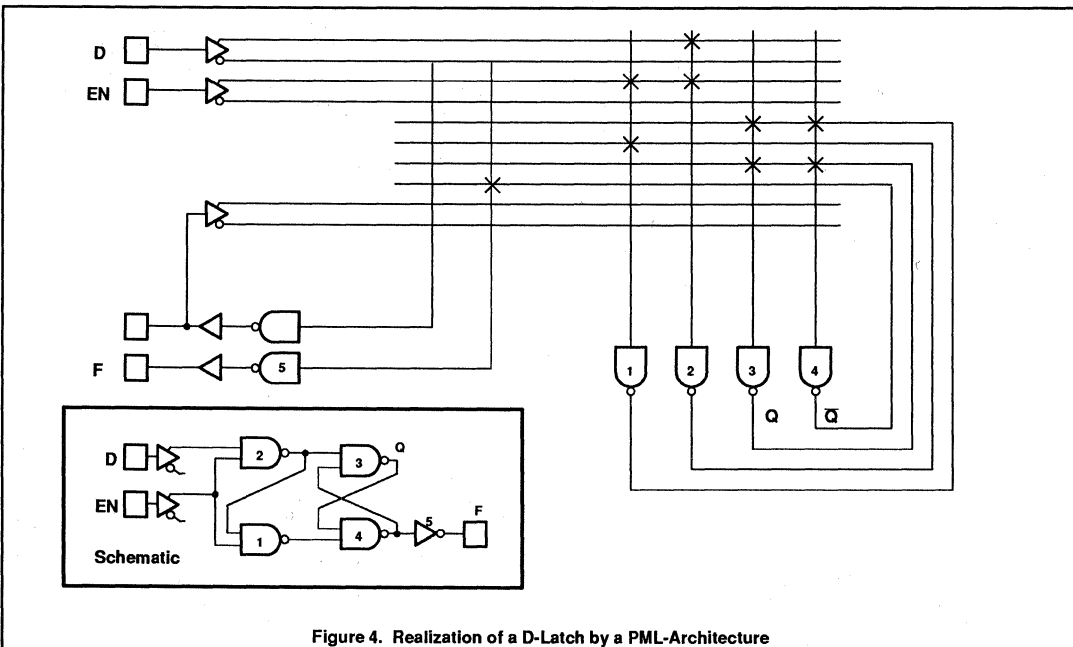 D
EN
F
5
1
2
3
4
Q
Q̅
D
2
Q
3
EN
1
4
5
F
Schematic
Figure 4. Realization of a D-Latch by a PML-Architecture